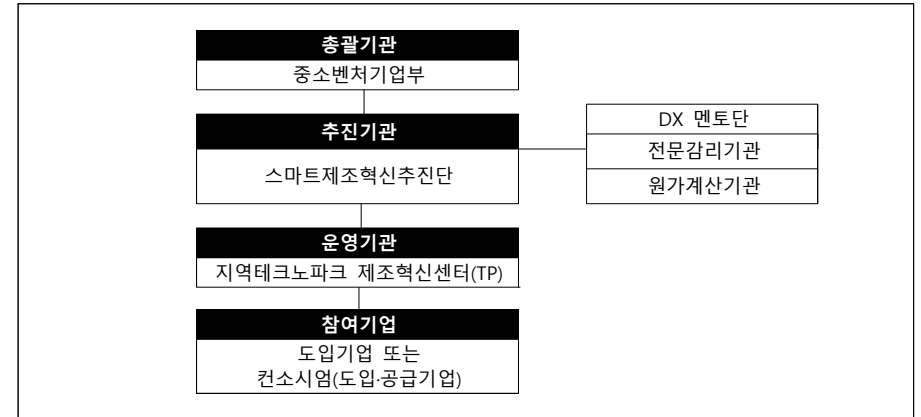 총괄기관
중소벤처기업부
추진기관
스마트제조혁신추진단
DX 멘토단
전문감리기관
원가계산기관
운영기관
지역테크노파크 제조혁신센터(TP)
참여기업
도입기업 또는
컨소시엄(도입·공급기업)